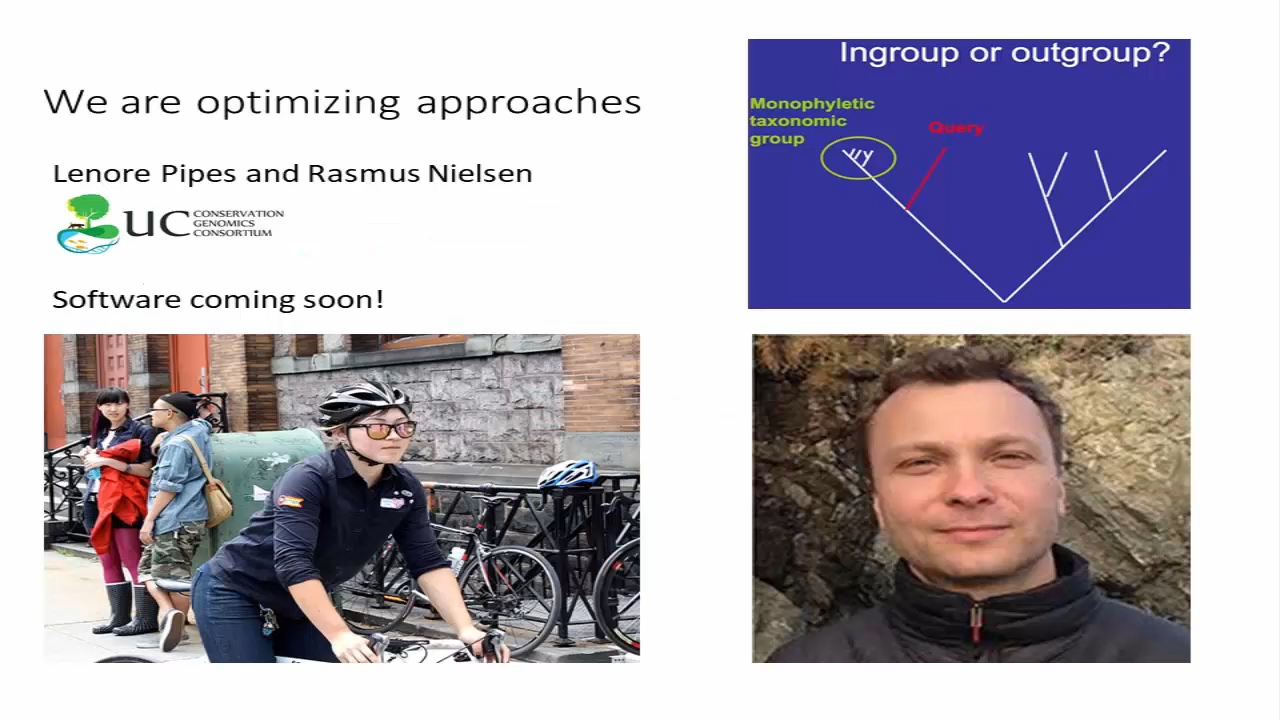 We are optimizing approaches
Lenore Pipes and Rasmus Nielsen
UC CONSERVATION
GENOMICS
CONSORTIUM
Software coming soon!
Ingroup or outgroup?
Monophyletic
taxonomic
group
Query